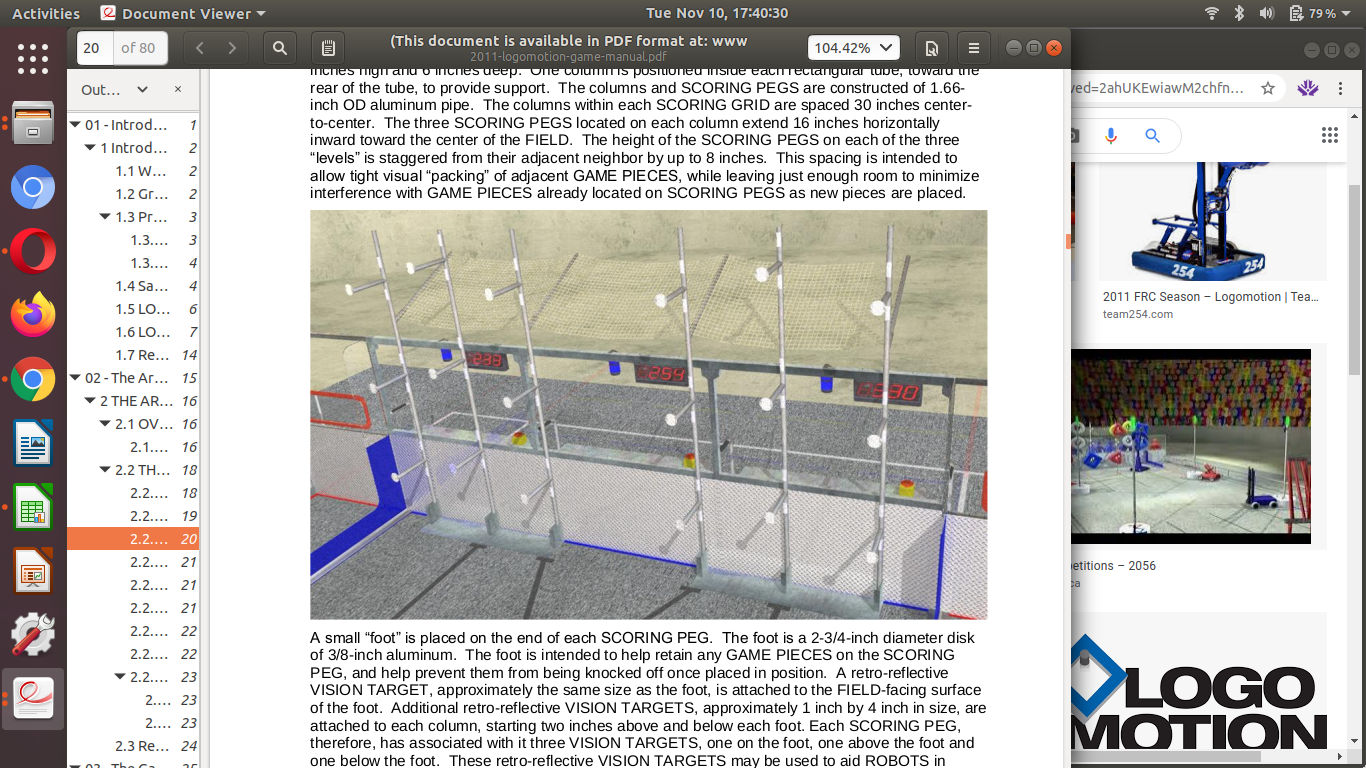 Activities
Document Viewer
Tue Nov 10, 17:40:30
79 %
20
of 80
(This document is available in PDF format at: www
2011-logomotion-game-manual.pdf
104.42%
Out…
01 - Introd… 1
1 Introd… 2
1.1 W… 2
1.2 Gr… 2
1.3 Pr… 3
1.3.… 3
1.3.… 4
1.4 Sa… 4
1.5 LO… 6
1.6 LO… 7
1.7 Re… 14
02 - The Ar… 15
2 THE AR… 16
2.1 OV… 16
2.1.… 16
2.2 TH… 18
2.2.… 18
2.2.… 19
2.2.… 20
2.2.… 21
2.2.… 21
2.2.… 21
2.2.… 22
2.2.… 22
2.2.… 23
2.… 23
2.… 23
2.3 Re… 24
inches high and 6 inches deep. One column is positioned inside each rectangular tube, toward the
rear of the tube, to provide support. The columns and SCORING PEGS are constructed of 1.66-
inch OD aluminum pipe. The columns within each SCORING GRID are spaced 30 inches center-
to-center. The three SCORING PEGS located on each column extend 16 inches horizontally
inward toward the center of the FIELD. The height of the SCORING PEGS on each of the three
“levels” is staggered from their adjacent neighbor by up to 8 inches. This spacing is intended to
allow tight visual “packing” of adjacent GAME PIECES, while leaving just enough room to minimize
interference with GAME PIECES already located on SCORING PEGS as new pieces are placed.
233
254
330
A small “foot” is placed on the end of each SCORING PEG. The foot is a 2-3/4-inch diameter disk
of 3/8-inch aluminum. The foot is intended to help retain any GAME PIECES on the SCORING
PEG, and help prevent them from being knocked off once placed in position. A retro-reflective
VISION TARGET, approximately the same size as the foot, is attached to the FIELD-facing surface
of the foot. Additional retro-reflective VISION TARGETS, approximately 1 inch by 4 inch in size, are
attached to each column, starting two inches above and below each foot. Each SCORING PEG,
therefore, has associated with it three VISION TARGETS, one on the foot, one above the foot and
one below the foot. These retro-reflective VISION TARGETS may be used to aid ROBOTS in
ved=2ahUKEwiawM2chfn…
254
254
2011 FRC Season – Logomotion | Tea…
team254.com
petitions – 2056
ca
LOGO
MOTION